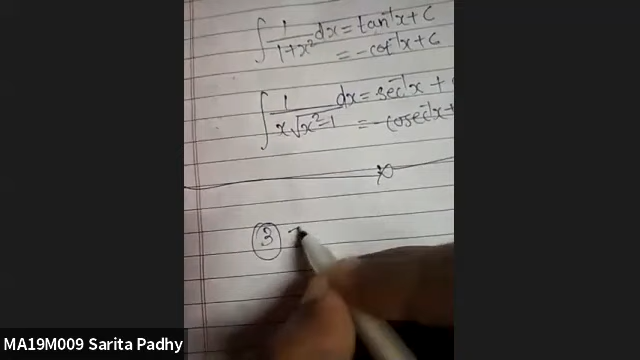 ∫ 1/(1+x²) dx = tan⁻¹x + C
= -cot⁻¹x + C
∫ 1/(x√(x²-1)) dx = sec⁻¹x +
= -cosec⁻¹x +
③
MA19M009 Sarita Padhy